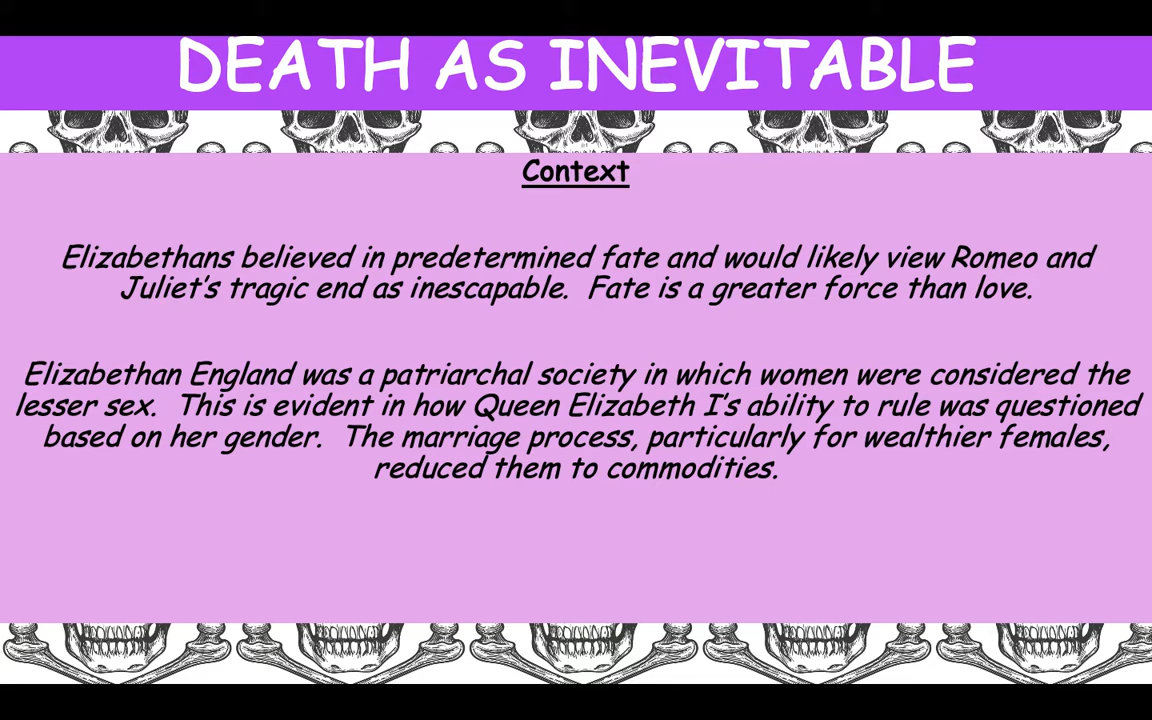 DEATH AS INEVITABLE
Context
Elizabethans believed in predetermined fate and would likely view Romeo and
Juliet's tragic end as inescapable.  Fate is a greater force than love.
Elizabethan England was a patriarchal society in which women were considered the
lesser sex.  This is evident in how Queen Elizabeth I's ability to rule was questioned
based on her gender.  The marriage process, particularly for wealthier females,
reduced them to commodities.